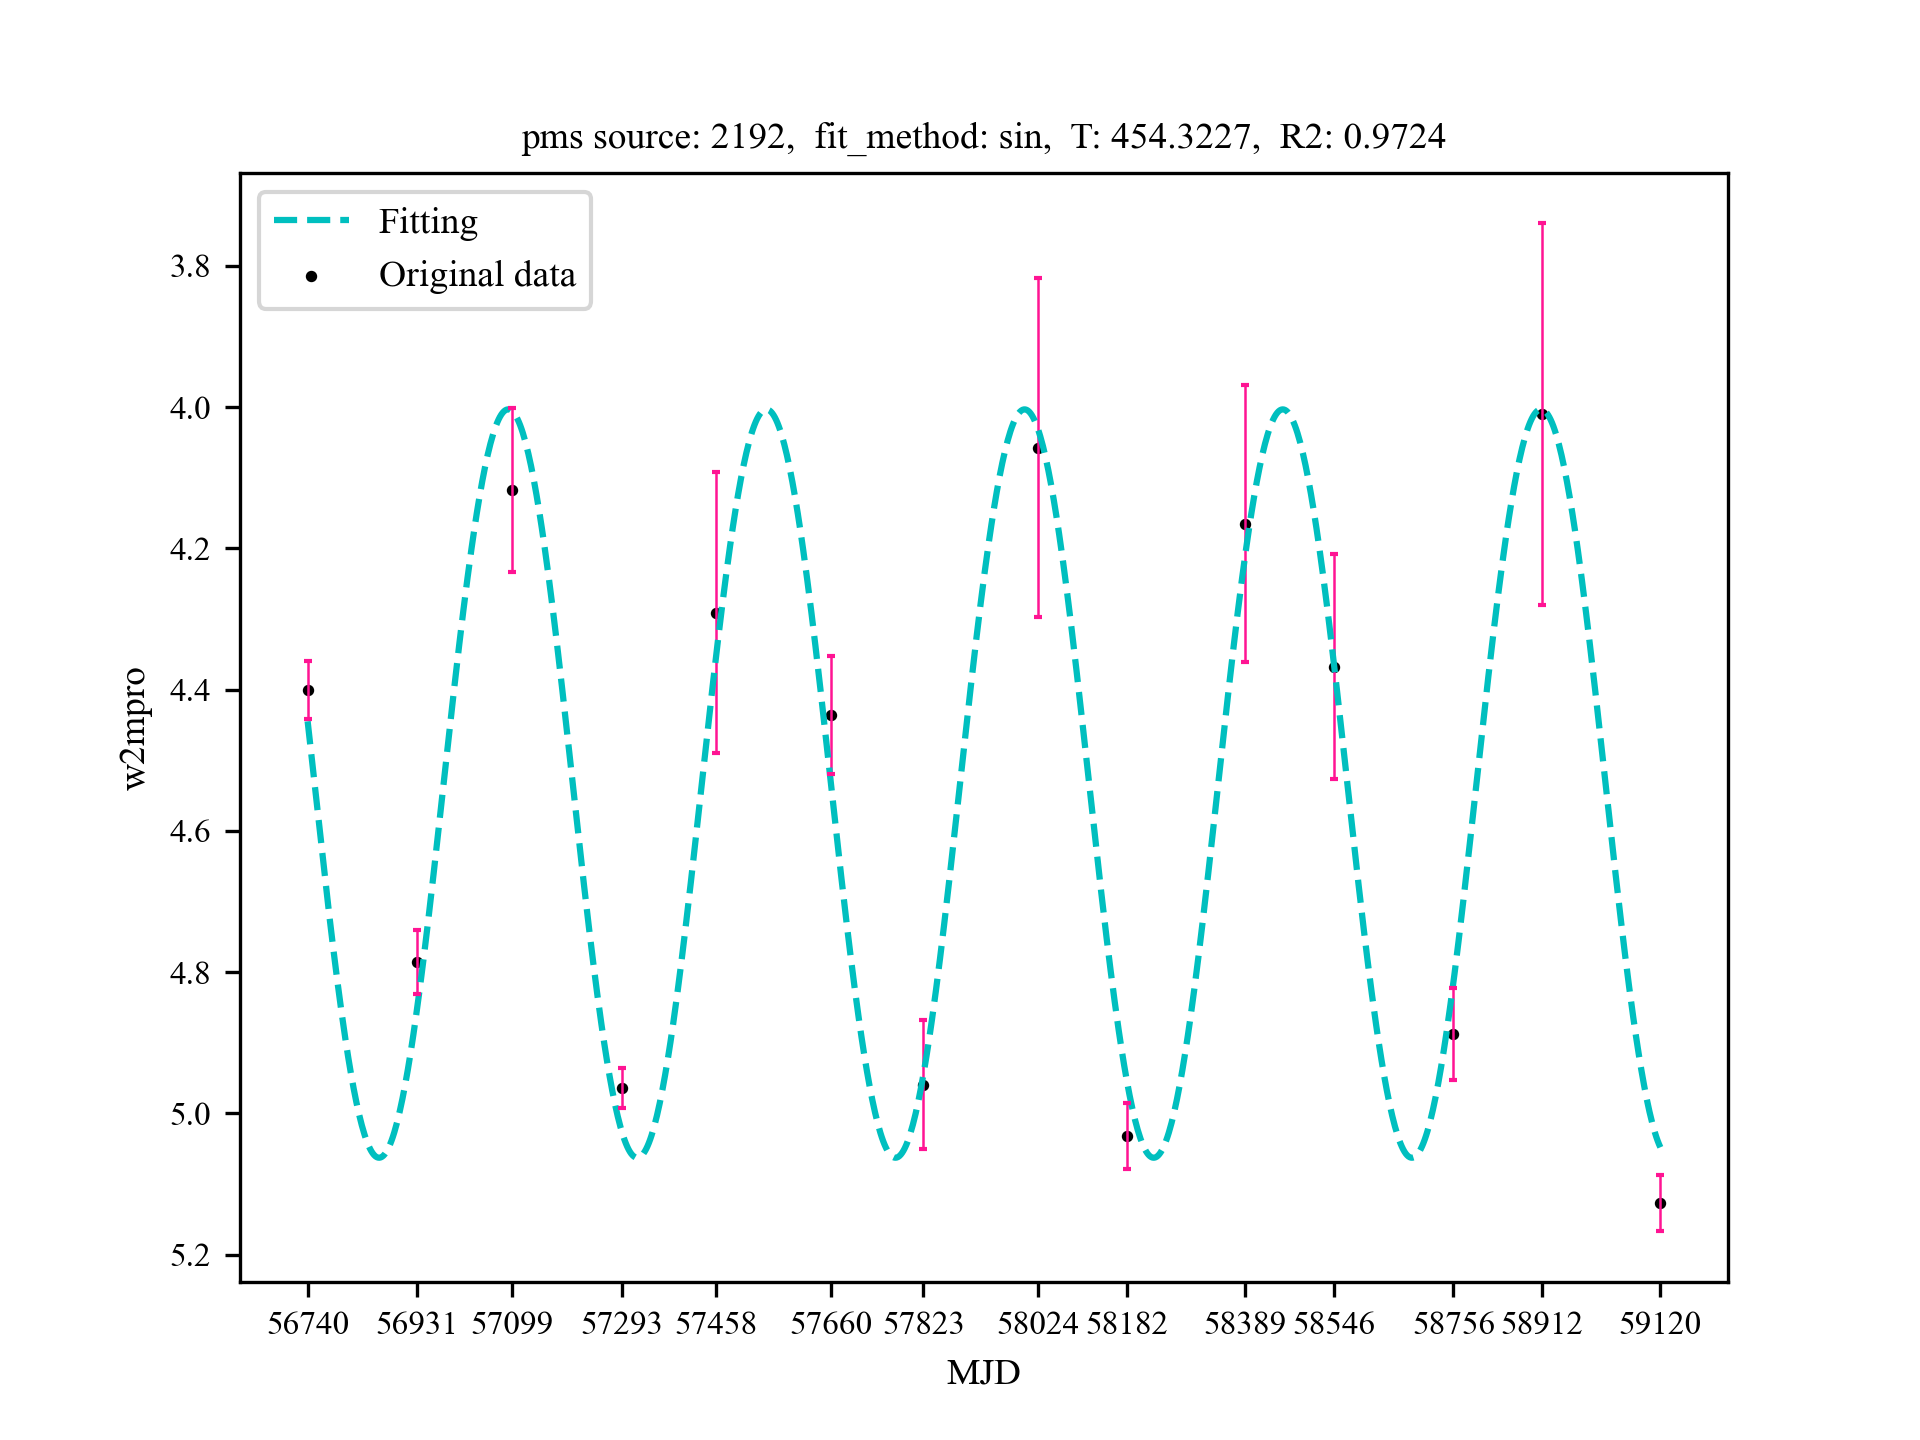 pms source: 2192,  fit_method: sin,  T: 454.3227,  R2: 0.9724
Fitting
Original data
3.8
4.0
4.2
4.4
4.6
4.8
5.0
5.2
w2mpro
56740 56931 57099 57293 57458 57660 57823 58024 58182 58389 58546 58756 58912 59120
MJD